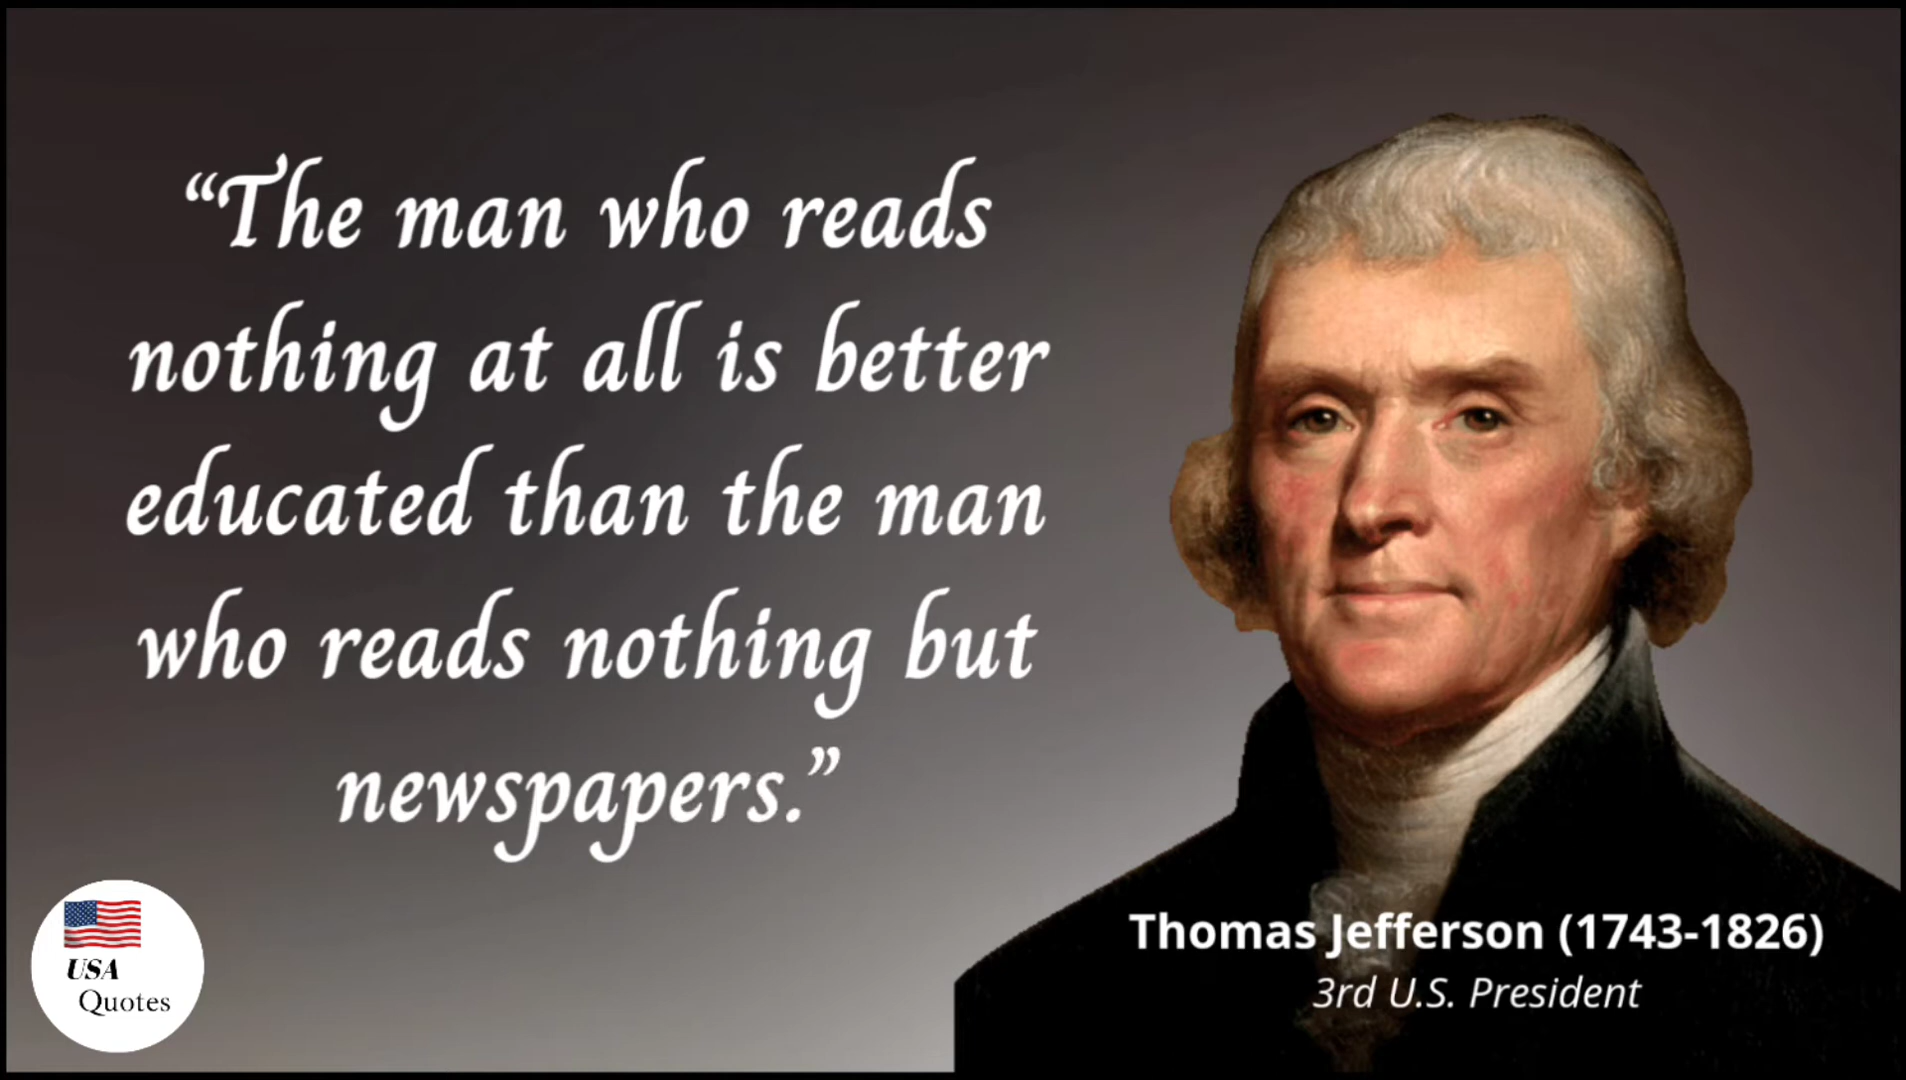 “The man who reads
nothing at all is better
educated than the man
who reads nothing but
newspapers.”
Thomas Jefferson (1743-1826)
3rd U.S. President
USA
Quotes